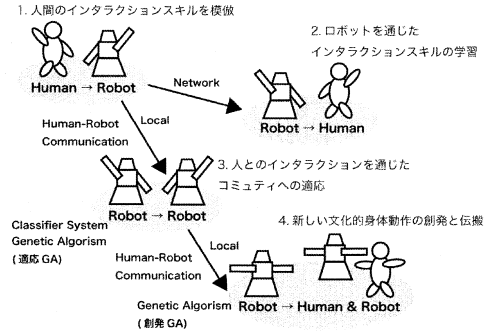 1. 人間のインタラクションスキルを模倣
2. ロボットを通じた
インタラクションスキルの学習
Human → Robot
Network
Robot → Human
Local
Human-Robot
Communication
3. 人とのインタラクションを通じた
コミュティへの適応
Robot → Robot
Classifier System
Genetic Algorism
(適応 GA)
4. 新しい文化的身体動作の創発と伝搬
Local
Human-Robot
Communication
Genetic Algorism
(創発 GA)
Robot → Human & Robot